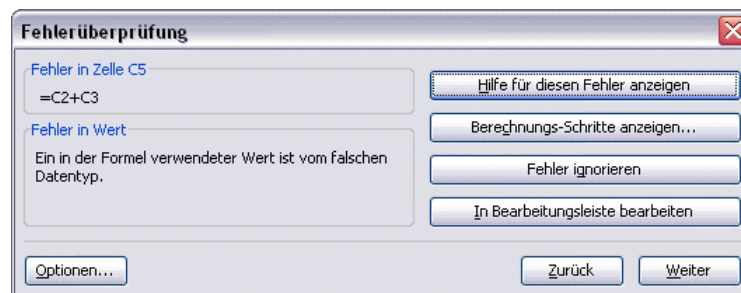 Fehlerüberprüfung
Fehler in Zelle C5
=C2+C3
Fehler in Wert
Ein in der Formel verwendeter Wert ist vom falschen
Datentyp.
Hilfe für diesen Fehler anzeigen
Berechnungs-Schritte anzeigen...
Fehler ignorieren
In Bearbeitungsleiste bearbeiten
Optionen...
Zurück
Weiter